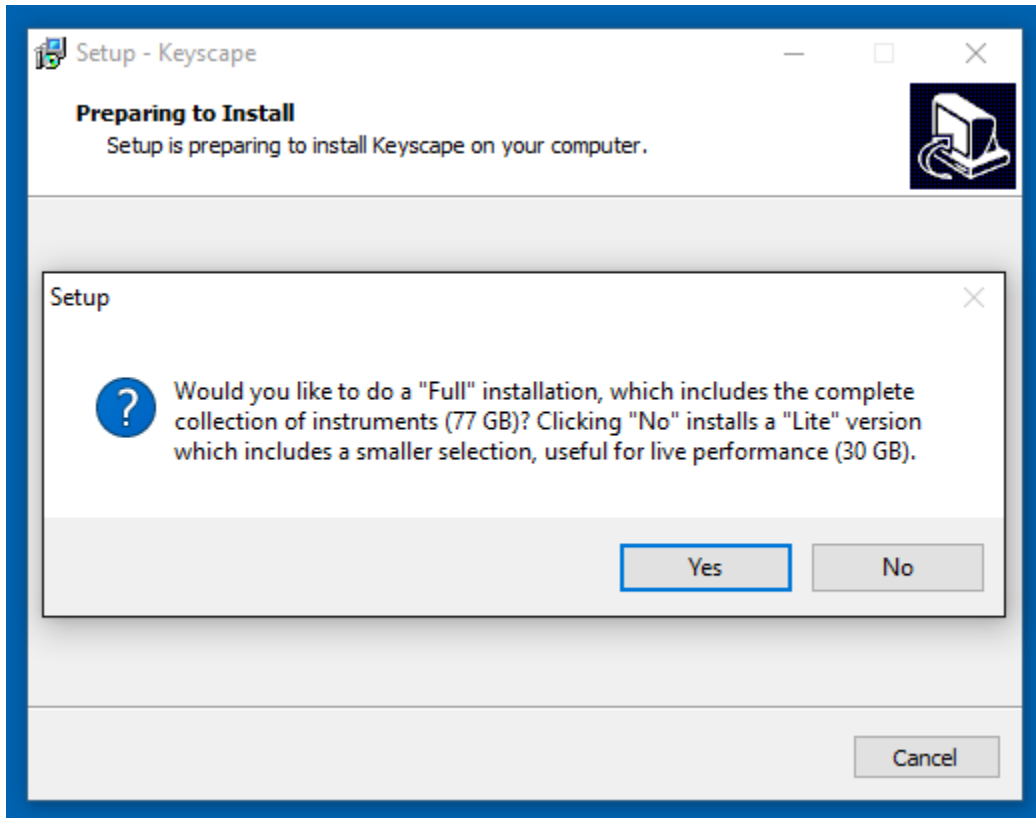 Setup - Keyscape
Preparing to Install
Setup is preparing to install Keyscape on your computer.
Setup
Would you like to do a "Full" installation, which includes the complete
collection of instruments (77 GB)? Clicking "No" installs a "Lite" version
which includes a smaller selection, useful for live performance (30 GB).
Yes
No
Cancel